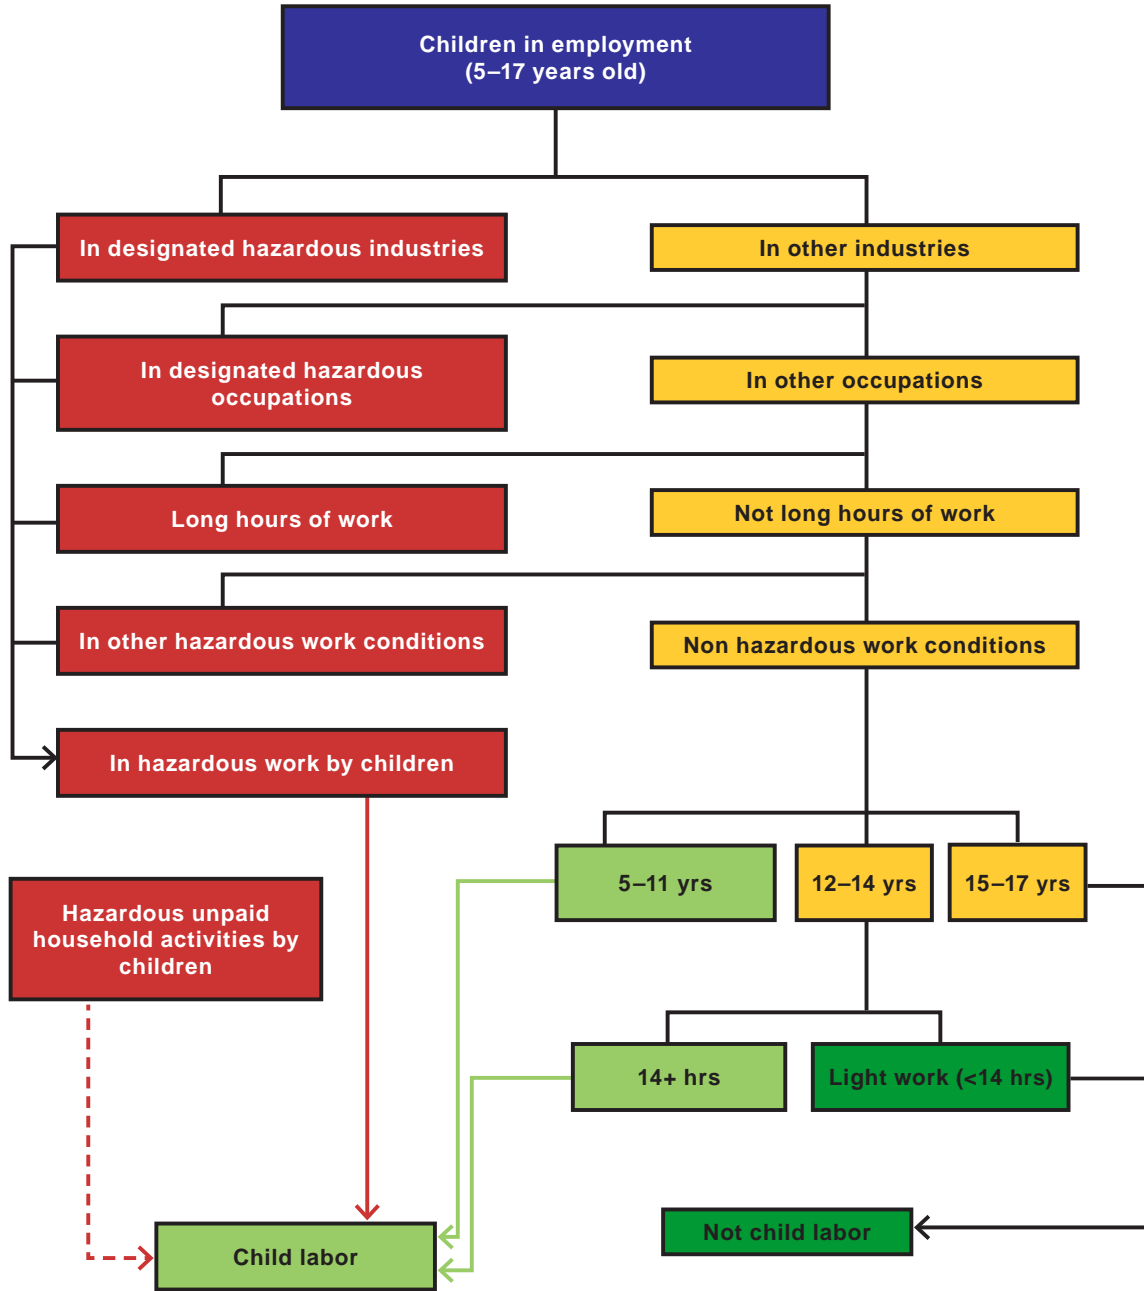 Children in employment
(5–17 years old)
In designated hazardous industries
In other industries
In designated hazardous
occupations
In other occupations
Long hours of work
Not long hours of work
In other hazardous work conditions
Non hazardous work conditions
In hazardous work by children
5–11 yrs
12–14 yrs
15–17 yrs
Hazardous unpaid
household activities by
children
14+ hrs
Light work (<14 hrs)
Child labor
Not child labor